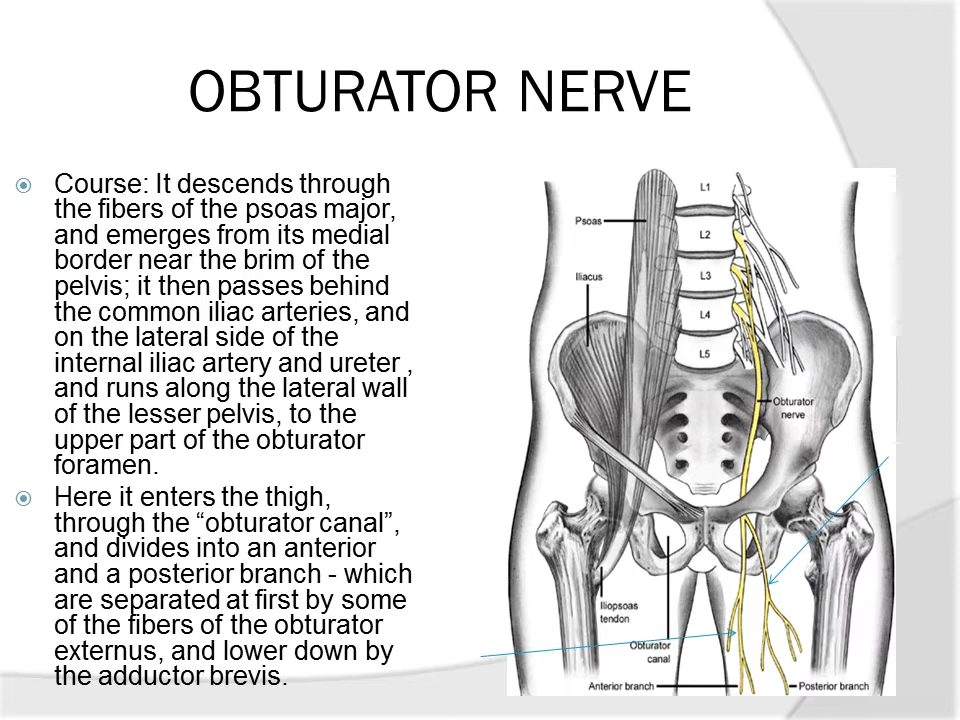 OBTURATOR NERVE
Course: It descends through
the fibers of the psoas major,
and emerges from its medial
border near the brim of the
pelvis; it then passes behind
the common iliac arteries, and
on the lateral side of the
internal iliac artery and ureter ,
and runs along the lateral wall
of the lesser pelvis, to the
upper part of the obturator
foramen.
Here it enters the thigh,
through the “obturator canal”,
and divides into an anterior
and a posterior branch - which
are separated at first by some
of the fibers of the obturator
externus, and lower down by
the adductor brevis.
L1
Psoas
L2
Iliacus
L3
L4
L5
Obturator
nerve
Iliopsoas
tendon
Obturator
canal
Anterior branch
Posterior branch